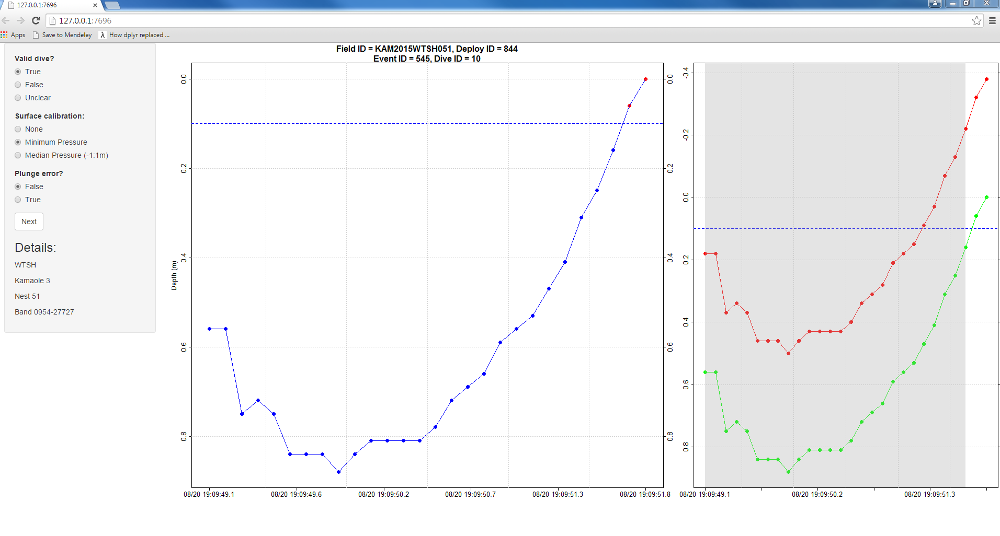 127.0.0.1:7696
127.0.0.1:7696
Apps
Save to Mendeley
λ How dplyr replaced ...
Valid dive?
True
False
Unclear
Surface calibration:
None
Minimum Pressure
Median Pressure (-1:1m)
Plunge error?
False
True
Next
Details:
WTSH
Kamaole 3
Nest 51
Band 0954-27727
Field ID = KAM2015WTSH051, Deploy ID = 844
Event ID = 545, Dive ID = 10
Depth (m)
0.0
0.2
0.4
0.6
0.8
0.0
0.2
0.4
0.6
0.8
08/20 19:09:49.1
08/20 19:09:49.6
08/20 19:09:50.2
08/20 19:09:50.7
08/20 19:09:51.3
08/20 19:09:51.8
-0.4
-0.2
0.0
0.2
0.4
0.6
0.8
08/20 19:09:49.1
08/20 19:09:50.2
08/20 19:09:51.3